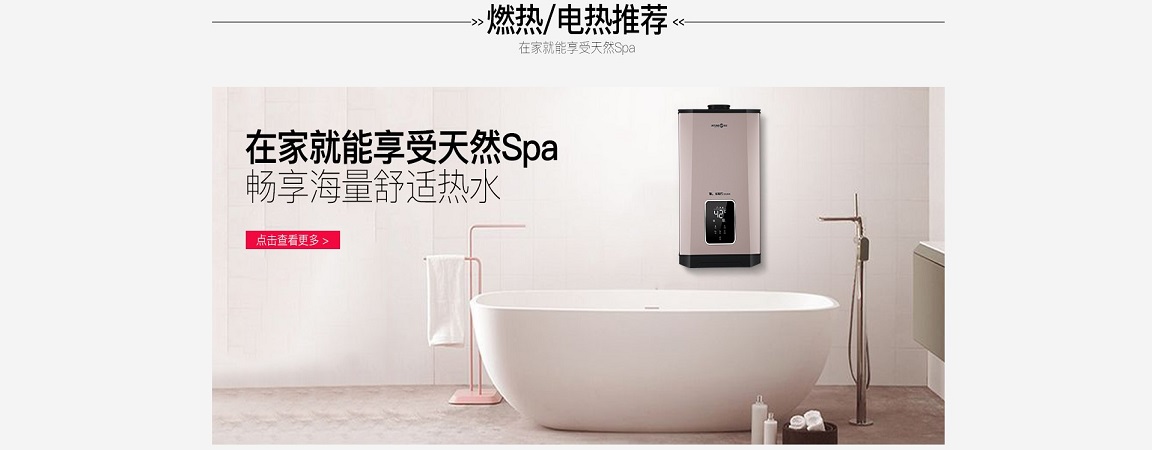 >> 燃热/电热推荐 <<
在家就能享受天然Spa
在家就能享受天然Spa
畅享海量舒适热水
点击查看更多 >
42